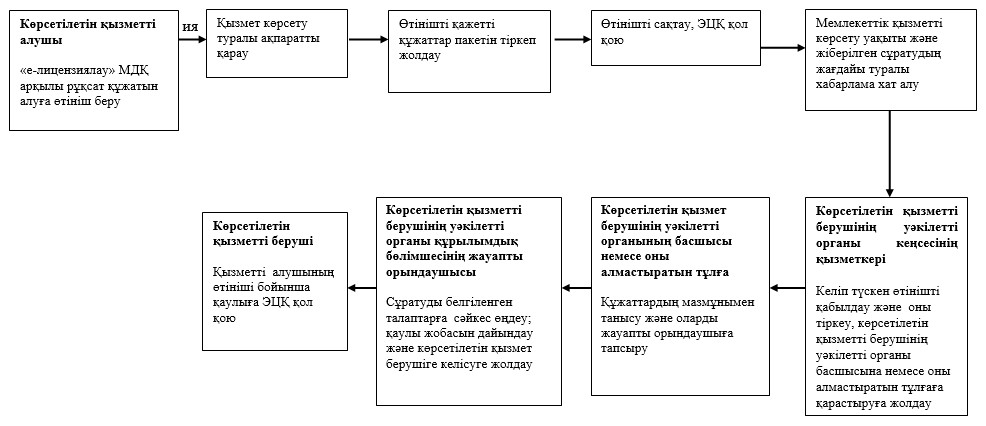 Көрсетілетін қызметті
алушы
«е-лицензиялау» МДҚ
арқылы рұқсат құжатын
алуға өтініш беру
ия
Қызмет көрсету
туралы ақпаратты
қарау
Өтінішті қажетті
құжаттар пакетін тіркеп
жолдау
Өтінішті сақтау, ЭЦҚ қол
қою
Мемлекеттік қызметті
көрсету уақыты және
жіберілген сұратудың
жағдайы туралы
хабарлама хат алу
Көрсетілетін қызметті
берушінің уәкілетті
органы кеңсесінің
қызметкері
Келіп түскен өтінішті
қабылдау және оны
тіркеу, көрсетілетін
қызметті берушінің
уәкілетті органы
басшысына немесе оны
алмастыратын тұлғаға
қарастыруға жолдау
Көрсетілетін қызмет
берушінің уәкілетті
органының басшысы
немесе оны
алмастыратын тұлға
Құжаттардың мазмұнымен
танысу және оларды
жауапты орындаушыға
тапсыру
Көрсетілетін қызметті
берушінің уәкілетті
органы құрылымдық
бөлімшесінің жауапты
орындаушысы
Сұратуды белгіленген
талаптарға сәйкес өңдеу;
қаулы жобасын дайындау
және көрсетілетін қызмет
берушіге келісуге жолдау
Көрсетілетін
қызметті беруші
Қызметті алушының
өтініші бойынша
қаулыға ЭЦҚ қол
қою